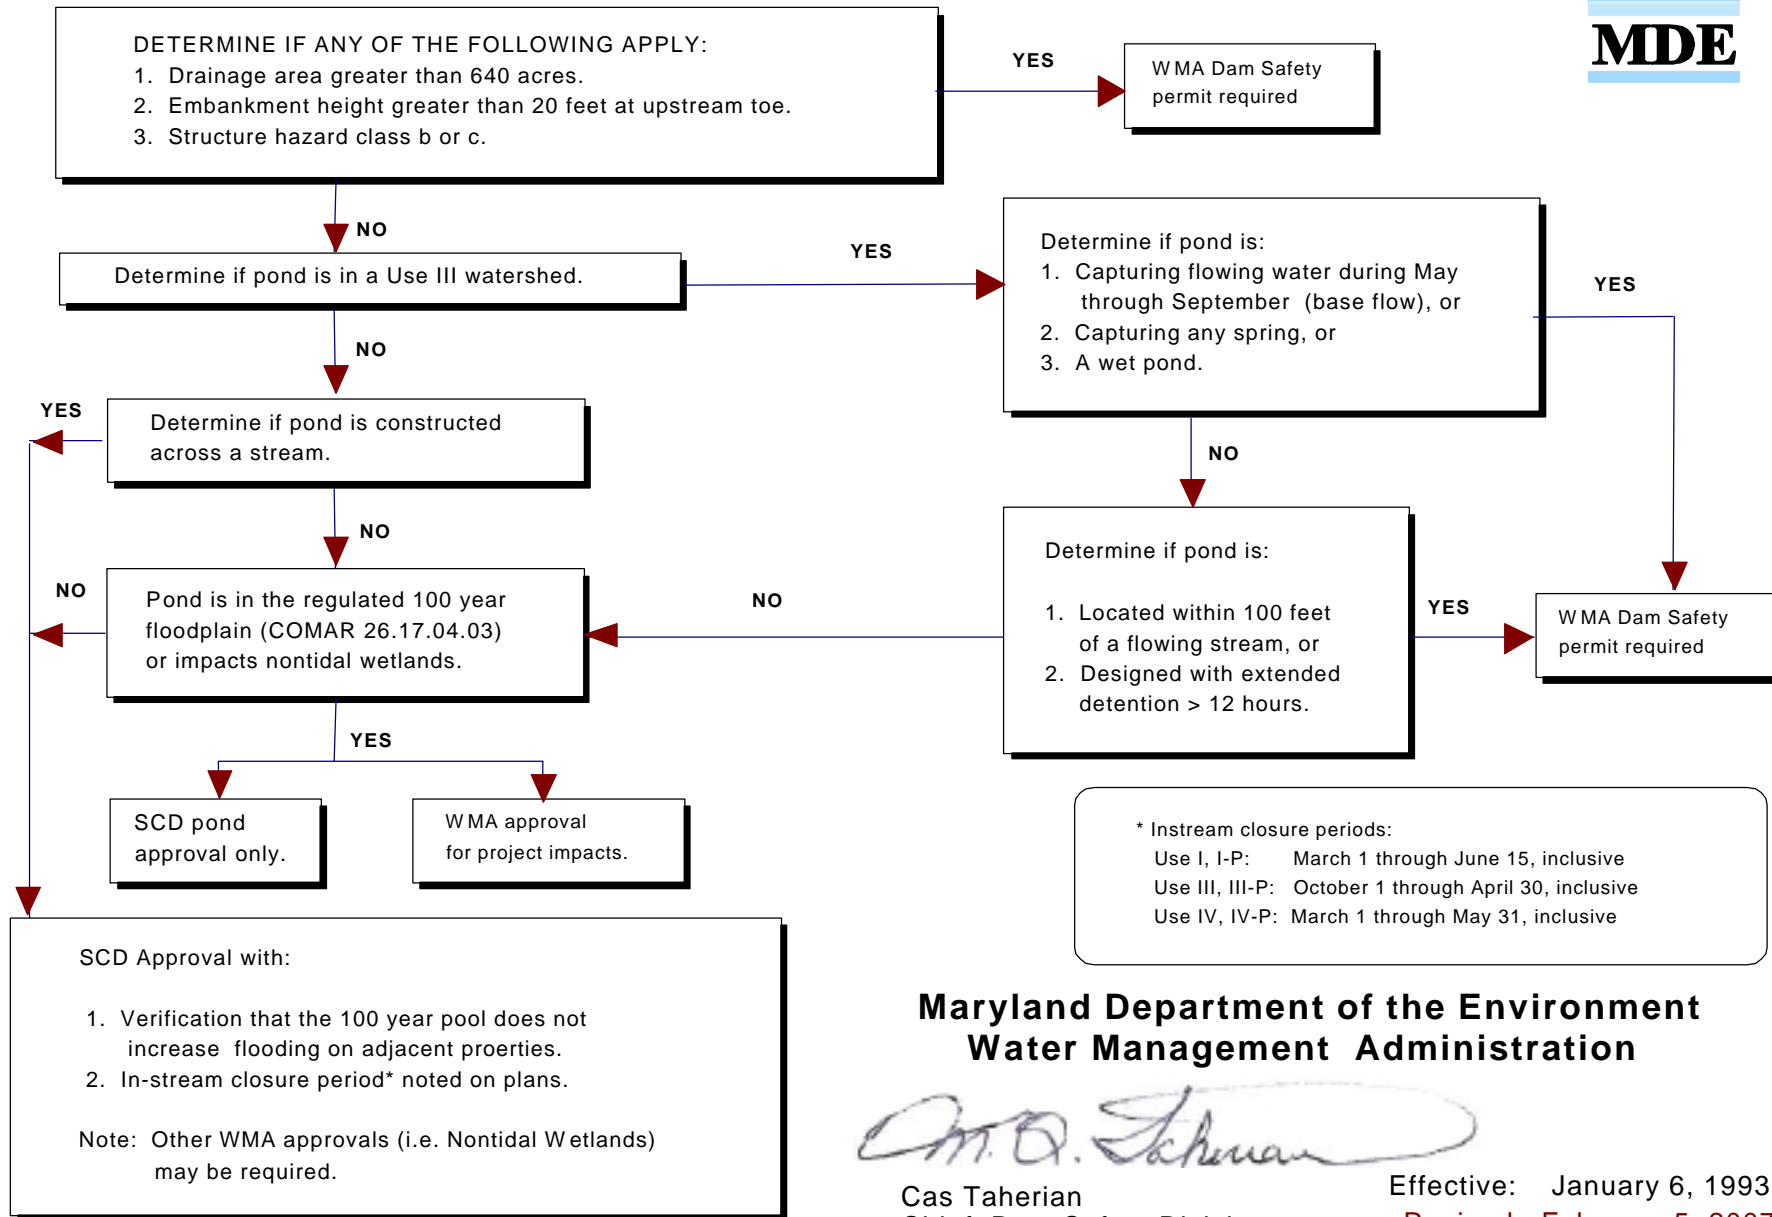 DETERMINE IF ANY OF THE FOLLOWING APPLY:
1. Drainage area greater than 640 acres.
2. Embankment height greater than 20 feet at upstream toe.
3. Structure hazard class b or c.
YES
WMA Dam Safety
permit required
MDE
NO
Determine if pond is in a Use III watershed.
YES
Determine if pond is:
1. Capturing flowing water during May
through September (base flow), or
2. Capturing any spring, or
3. A wet pond.
YES
NO
YES
Determine if pond is constructed
across a stream.
NO
NO
Determine if pond is:
1. Located within 100 feet
of a flowing stream, or
2. Designed with extended
detention > 12 hours.
YES
WMA Dam Safety
permit required
NO
NO
Pond is in the regulated 100 year
floodplain (COMAR 26.17.04.03)
or impacts nontidal wetlands.
YES
SCD pond
approval only.
WMA approval
for project impacts.
* Instream closure periods:
Use I, I-P: March 1 through June 15, inclusive
Use III, III-P: October 1 through April 30, inclusive
Use IV, IV-P: March 1 through May 31, inclusive
SCD Approval with:
1. Verification that the 100 year pool does not
increase flooding on adjacent proerties.
2. In-stream closure period* noted on plans.
Note: Other WMA approvals (i.e. Nontidal Wetlands)
may be required.
Maryland Department of the Environment
Water Management Administration
M.Q. Taherian
Cas Taherian
Effective: January 6, 1993